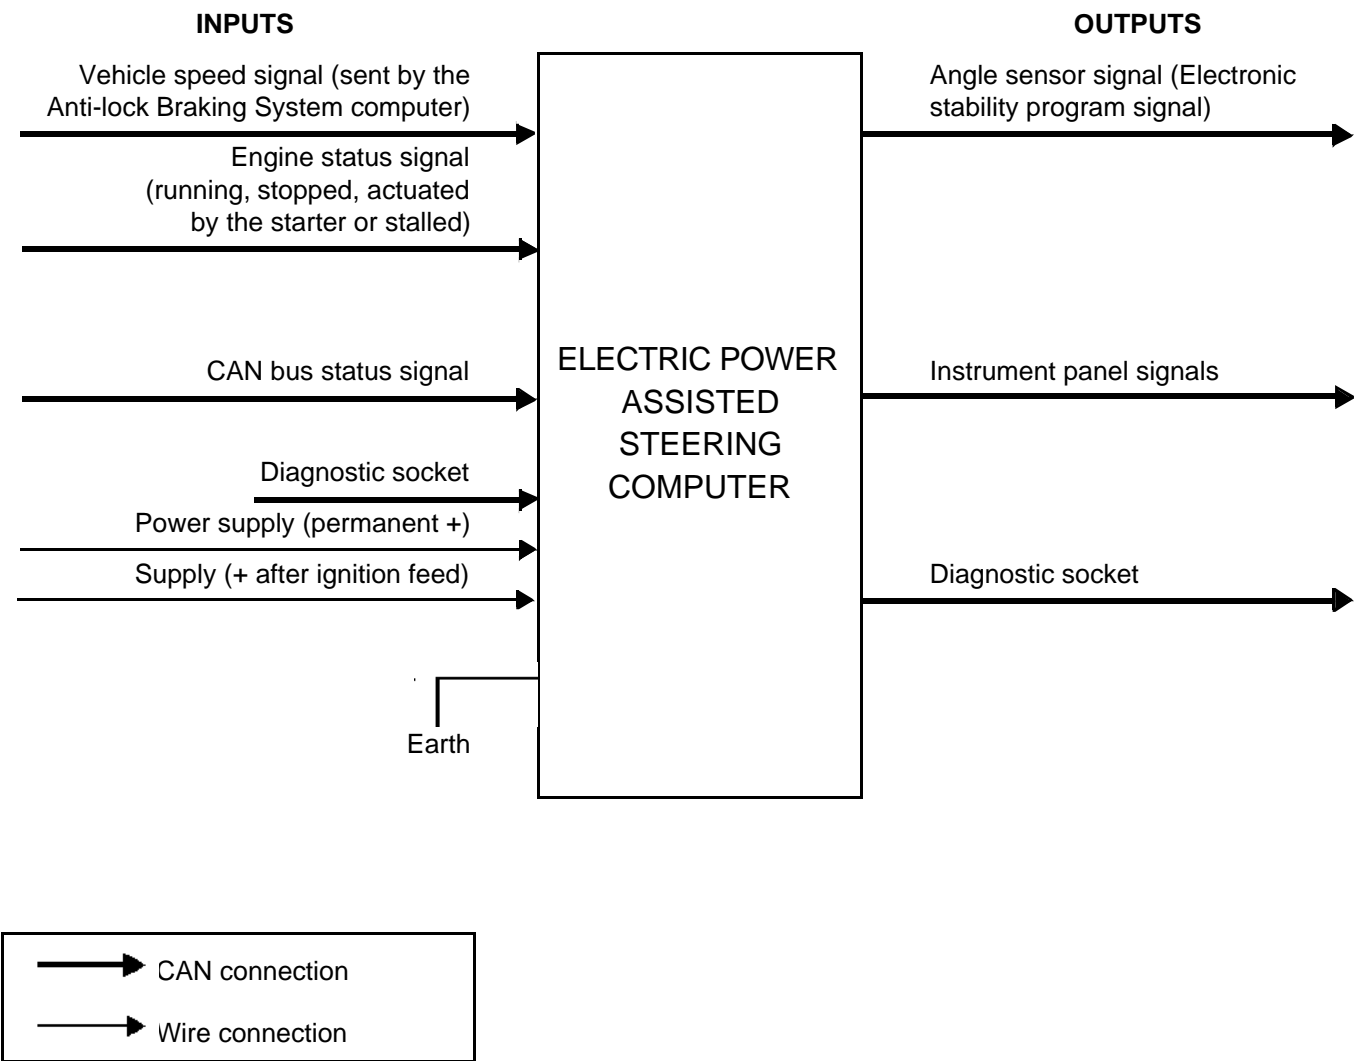 INPUTS
OUTPUTS
Vehicle speed signal (sent by the
Anti-lock Braking System computer)
Engine status signal
(running, stopped, actuated
by the starter or stalled)
CAN bus status signal
Diagnostic socket
Power supply (permanent +)
Supply (+ after ignition feed)
Earth
ELECTRIC POWER
ASSISTED
STEERING
COMPUTER
Angle sensor signal (Electronic
stability program signal)
Instrument panel signals
Diagnostic socket
CAN connection
Wire connection